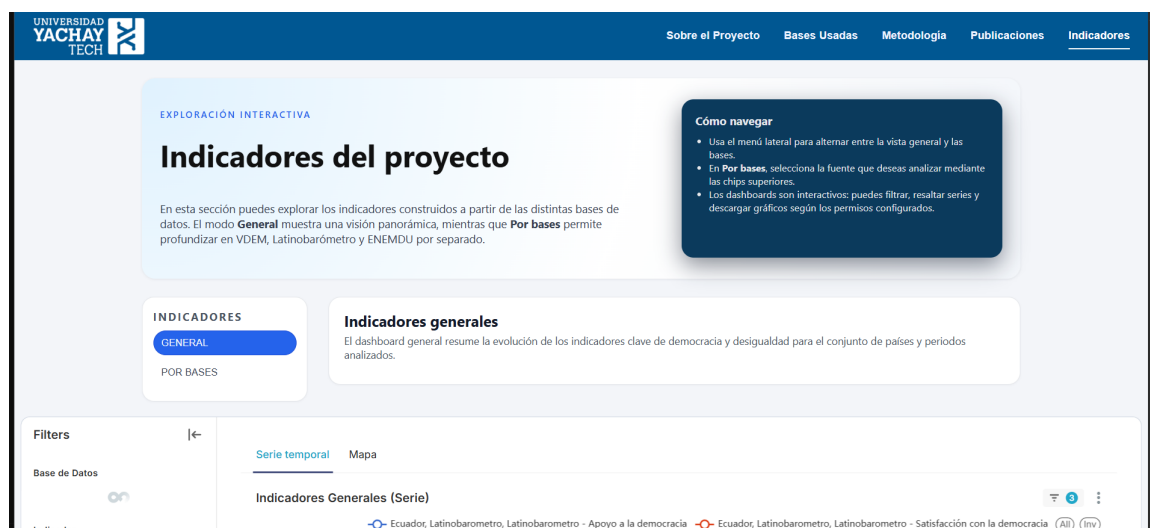 UNIVERSIDAD
YACHAY
TECH
Sobre el Proyecto Bases Usadas Metodología Publicaciones Indicadores
EXPLORACIÓN INTERACTIVA
Indicadores del proyecto
En esta sección puedes explorar los indicadores construidos a partir de las distintas bases de
datos. El modo General muestra una visión panorámica, mientras que Por bases permite
profundizar en VDEM, Latinobarómetro y ENEMDU por separado.
Cómo navegar
• Usa el menú lateral para alternar entre la vista general y las
bases.
• En Por bases, selecciona la fuente que deseas analizar mediante
las chips superiores.
• Los dashboards son interactivos: puedes filtrar, resaltar series y
descargar gráficos según los permisos configurados.
INDICADORES
GENERAL
POR BASES
Indicadores generales
El dashboard general resume la evolución de los indicadores clave de democracia y desigualdad para el conjunto de países y periodos
analizados.
Filters
Base de Datos
Serie temporal Mapa
Indicadores Generales (Serie)
3
Ecuador, Latinobarometro, Latinobarometro - Apoyo a la democracia Ecuador, Latinobarometro, Latinobarometro - Satisfacción con la democracia All Inv